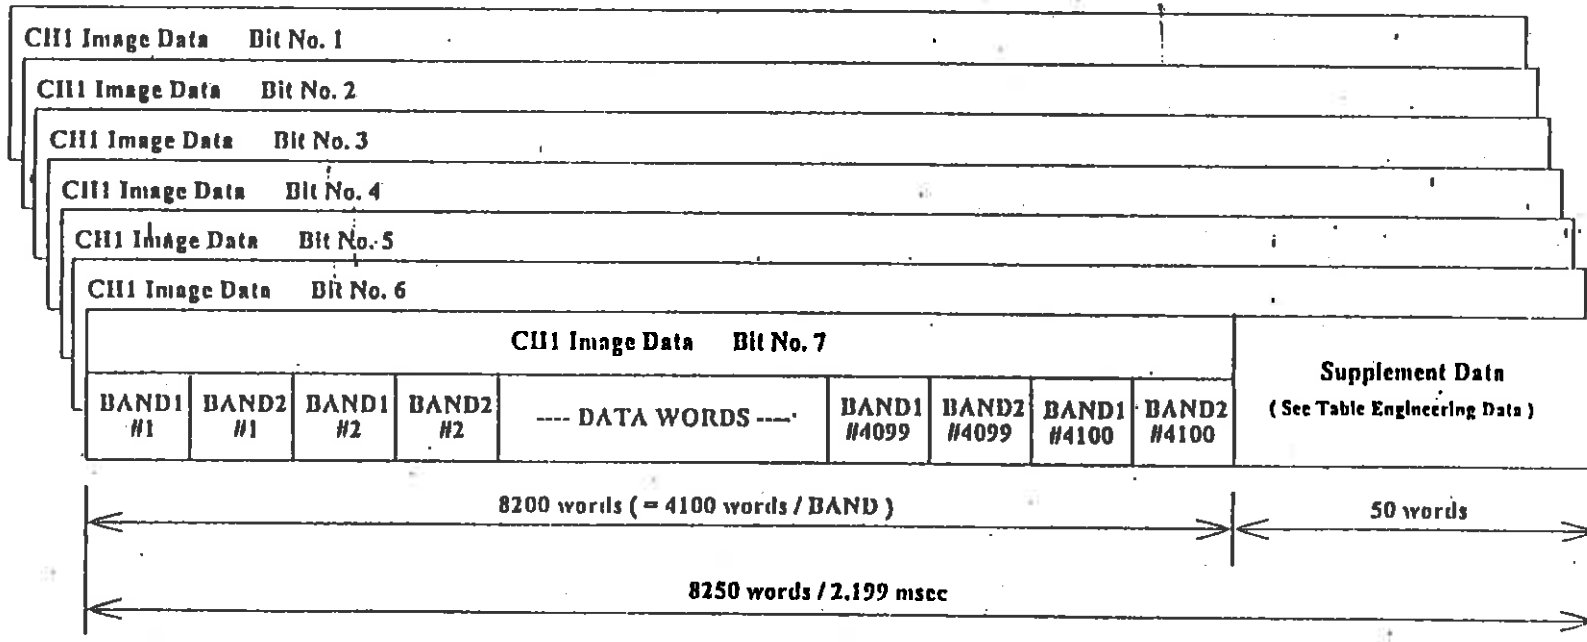 CH1 Image Data Bit No. 1
CH1 Image Data Bit No. 2
CH1 Image Data Bit No. 3
CH1 Image Data Bit No. 4
CH1 Image Data Bit No. 5
CH1 Image Data Bit No. 6
CH1 Image Data Bit No. 7
Supplement Data
( See Table Engineering Data )
BAND1 #1
BAND2 #1
BAND1 #2
BAND2 #2
---- DATA WORDS ----
BAND1 #4099
BAND2 #4099
BAND1 #4100
BAND2 #4100
8200 words ( = 4100 words / BAND )
50 words
8250 words / 2.199 msec